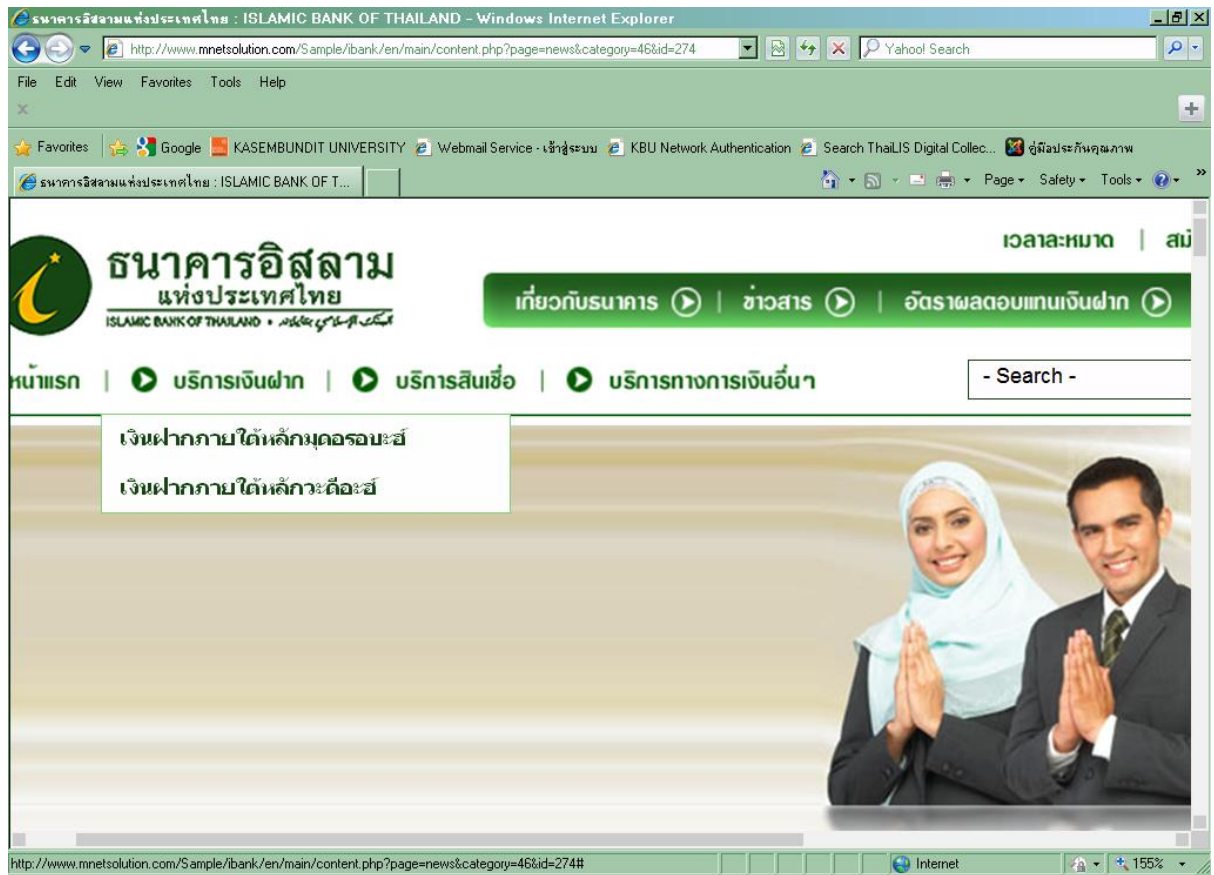 ธนาคารอิสลามแห่งประเทศไทย : ISLAMIC BANK OF THAILAND - Windows Internet Explorer
http://www.mnetsolution.com/Sample/ibank/en/main/content.php?page=news&category=46&id=274 Yahoo! Search
File Edit View Favorites Tools Help
Favorites Google KASEMBUNDIT UNIVERSITY Webmail Service - เข้าสู่ระบบ KBU Network Authentication Search ThaiLIS Digital Collec... คู่มือประกันคุณภาพ
ธนาคารอิสลามแห่งประเทศไทย : ISLAMIC BANK OF T... Page Safety Tools
เวลาละหมาด | สม
ธนาคารอิสลาม
แห่งประเทศไทย
ISLAMIC BANK OF THAILAND
เกี่ยวกับธนาคาร | ข่าวสาร | อัตราผลตอบแทนเงินฝาก
หน้าแรก | บริการเงินฝาก | บริการสินเชื่อ | บริการทางการเงินอื่นๆ - Search -
เงินฝากภายใต้หลักมุดอรอบะฮ์
เงินฝากภายใต้หลักวะดีอะฮ์
http://www.mnetsolution.com/Sample/ibank/en/main/content.php?page=news&category=46&id=274# Internet 155%